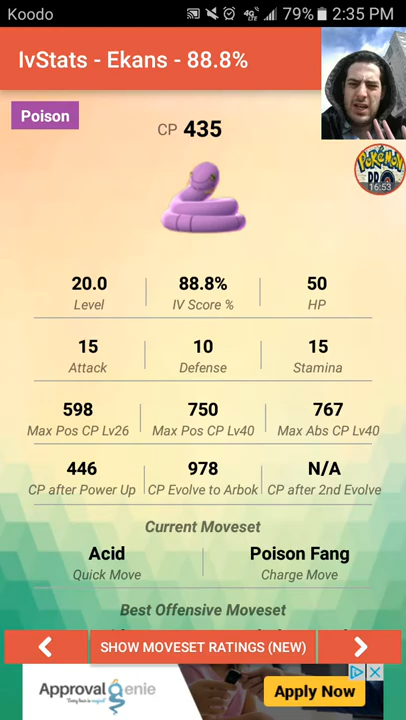 Koodo 4G LTE 79% 2:35 PM
IvStats - Ekans - 88.8%
Poison
CP 435
POKéMON
16:53
20.0 88.8% 50
Level IV Score % HP
15 10 15
Attack Defense Stamina
598 750 767
Max Pos CP Lv26 Max Pos CP Lv40 Max Abs CP Lv40
446 978 N/A
CP after Power Up CP Evolve to Arbok CP after 2nd Evolve
Current Moveset
Acid Poison Fang
Quick Move Charge Move
Best Offensive Moveset
SHOW MOVESET RATINGS (NEW)
Approval Genie Apply Now